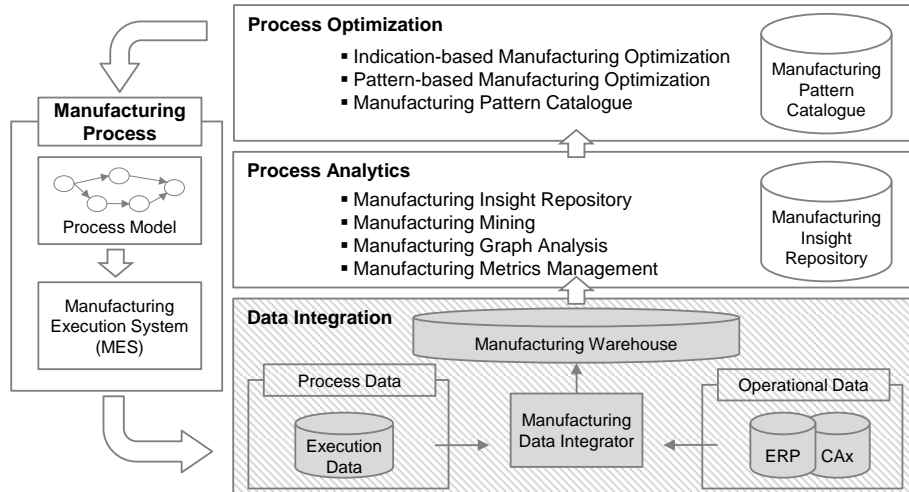 Process Optimization
▪ Indication-based Manufacturing Optimization
▪ Pattern-based Manufacturing Optimization
▪ Manufacturing Pattern Catalogue
Manufacturing
Pattern
Catalogue
Manufacturing
Process
Process Model
Manufacturing
Execution System
(MES)
Process Analytics
▪ Manufacturing Insight Repository
▪ Manufacturing Mining
▪ Manufacturing Graph Analysis
▪ Manufacturing Metrics Management
Manufacturing
Insight
Repository
Data Integration
Manufacturing Warehouse
Process Data
Execution
Data
Manufacturing
Data Integrator
Operational Data
ERP
CAx